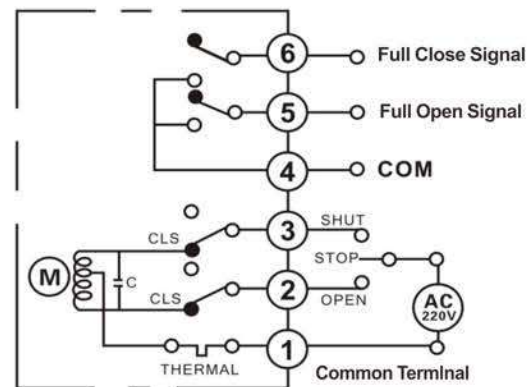 6 Full Close Signal
5 Full Open Signal
4 COM
CLS 3 SHUT
STOP
M C
CLS 2 OPEN
AC
220V
THERMAL 1 Common Termlnal